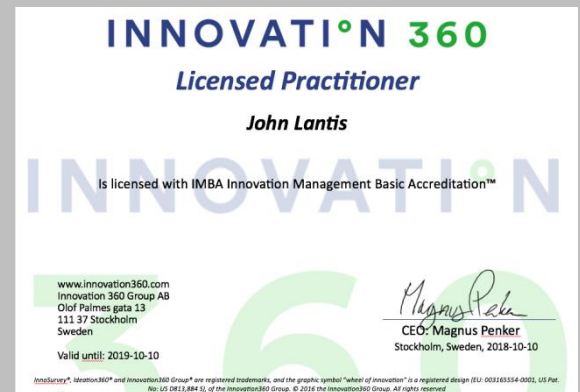 INNOVATI°N 360
Licensed Practitioner
John Lantis
INNOVATI°N
Is licensed with IMBA Innovation Management Basic Accreditation™
360
www.innovation360.com
Innovation 360 Group AB
Olof Palmes gata 13
111 37 Stockholm
Sweden
Valid until: 2019-10-10
Magnus Penker
CEO: Magnus Penker
Stockholm, Sweden, 2018-10-10
InnoSurvey®, Ideation360® and Innovation360 Group® are registered trademarks, and the graphic symbol "wheel of innovation" is a registered design (EU: 003165554-0001, US Pat.
No: US D813,884 S), of the Innovation360 Group. © 2016 the Innovation360 Group. All rights reserved